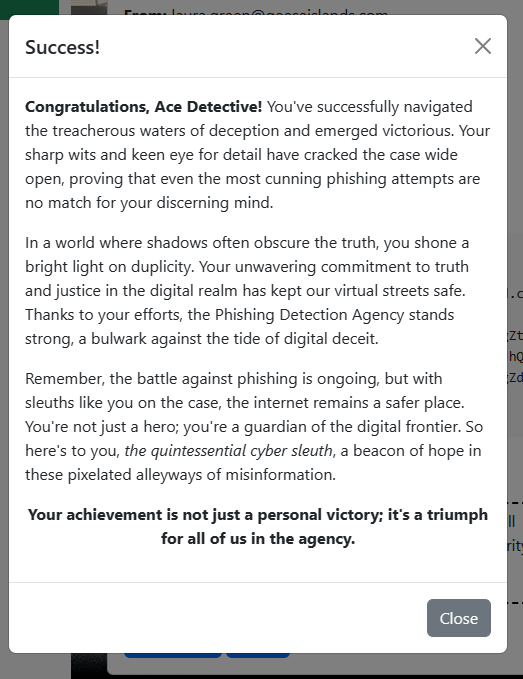 From: laura.green@geeseislands.com
Success!
Congratulations, Ace Detective! You've successfully navigated
the treacherous waters of deception and emerged victorious. Your
sharp wits and keen eye for detail have cracked the case wide
open, proving that even the most cunning phishing attempts are
no match for your discerning mind.
In a world where shadows often obscure the truth, you shone a
bright light on duplicity. Your unwavering commitment to truth
and justice in the digital realm has kept our virtual streets safe.
Thanks to your efforts, the Phishing Detection Agency stands
strong, a bulwark against the tide of digital deceit.
Remember, the battle against phishing is ongoing, but with
sleuths like you on the case, the internet remains a safer place.
You're not just a hero; you're a guardian of the digital frontier. So
here's to you, the quintessential cyber sleuth, a beacon of hope in
these pixelated alleyways of misinformation.
Your achievement is not just a personal victory; it's a triumph
for all of us in the agency.
Close